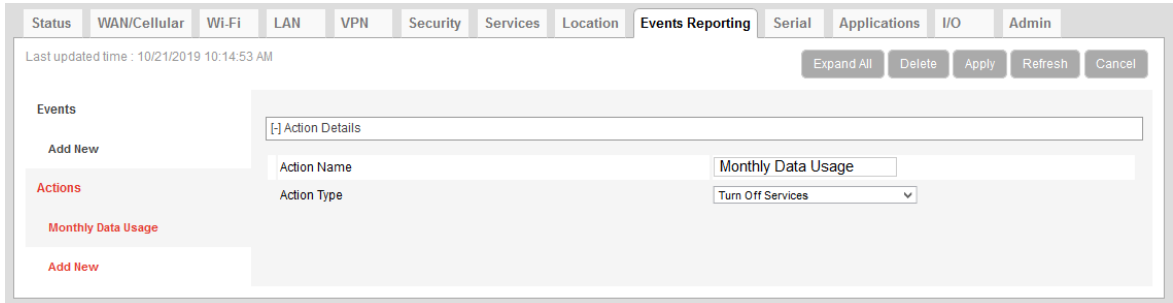 Status WAN/Cellular Wi-Fi LAN VPN Security Services Location Events Reporting Serial Applications I/O Admin
Last updated time : 10/21/2019 10:14:53 AM
Expand All Delete Apply Refresh Cancel
Events
Add New
Actions
Monthly Data Usage
Add New
[-] Action Details
Action Name Monthly Data Usage
Action Type Turn Off Services